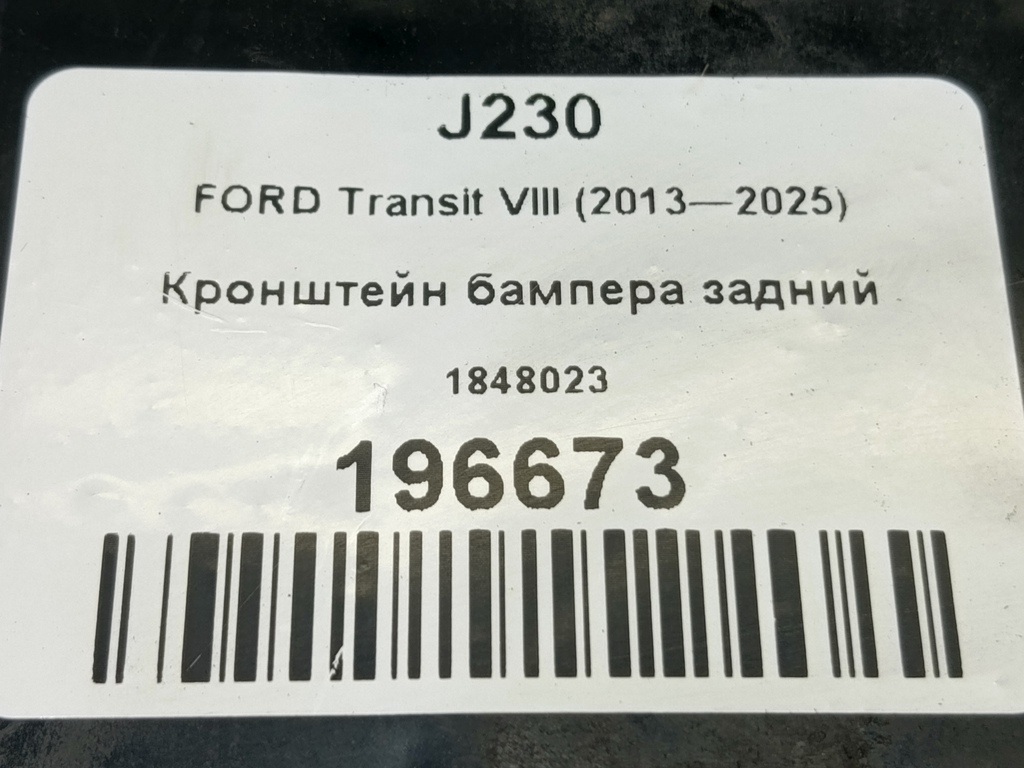 J230
FORD Transit VIII (2013—2025)
Кронштейн бампера задний
1848023
196673